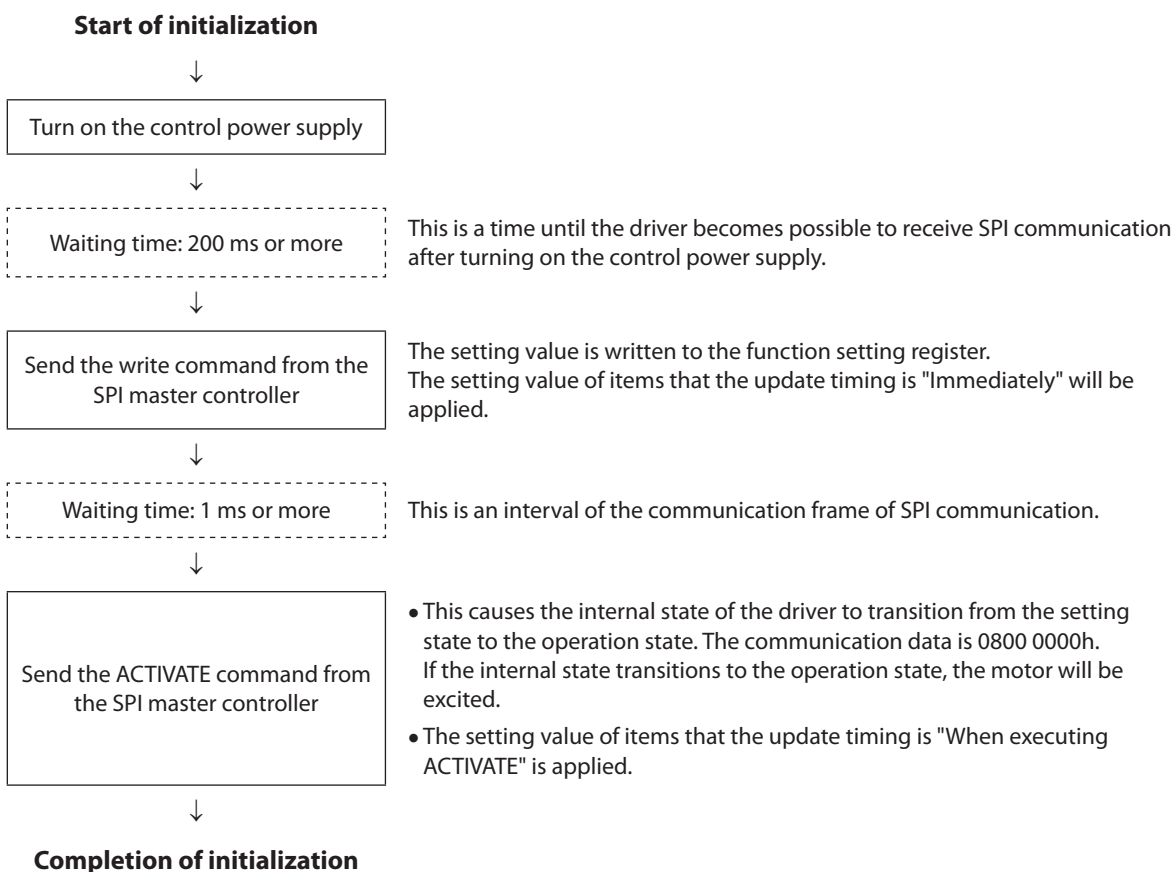 Start of initialization
↓
Turn on the control power supply
↓
Waiting time: 200 ms or more
This is a time until the driver becomes possible to receive SPI communication
after turning on the control power supply.
↓
Send the write command from the
SPI master controller
The setting value is written to the function setting register.
The setting value of items that the update timing is "Immediately" will be
applied.
↓
Waiting time: 1 ms or more
This is an interval of the communication frame of SPI communication.
↓
Send the ACTIVATE command from
the SPI master controller
• This causes the internal state of the driver to transition from the setting
state to the operation state. The communication data is 0800 0000h.
If the internal state transitions to the operation state, the motor will be
excited.
• The setting value of items that the update timing is "When executing
ACTIVATE" is applied.
↓
Completion of initialization